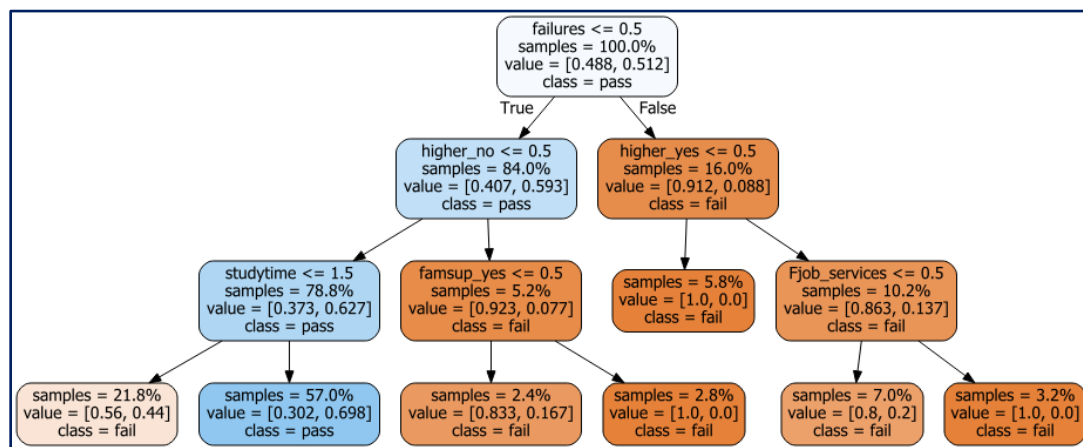 failures <= 0.5
samples = 100.0%
value = [0.488, 0.512]
class = pass
True
False
higher_no <= 0.5
samples = 84.0%
value = [0.407, 0.593]
class = pass
higher_yes <= 0.5
samples = 16.0%
value = [0.912, 0.088]
class = fail
studytime <= 1.5
samples = 78.8%
value = [0.373, 0.627]
class = pass
famsup_yes <= 0.5
samples = 5.2%
value = [0.923, 0.077]
class = fail
samples = 5.8%
value = [1.0, 0.0]
class = fail
Fjob_services <= 0.5
samples = 10.2%
value = [0.863, 0.137]
class = fail
samples = 21.8%
value = [0.56, 0.44]
class = fail
samples = 57.0%
value = [0.302, 0.698]
class = pass
samples = 2.4%
value = [0.833, 0.167]
class = fail
samples = 2.8%
value = [1.0, 0.0]
class = fail
samples = 7.0%
value = [0.8, 0.2]
class = fail
samples = 3.2%
value = [1.0, 0.0]
class = fail